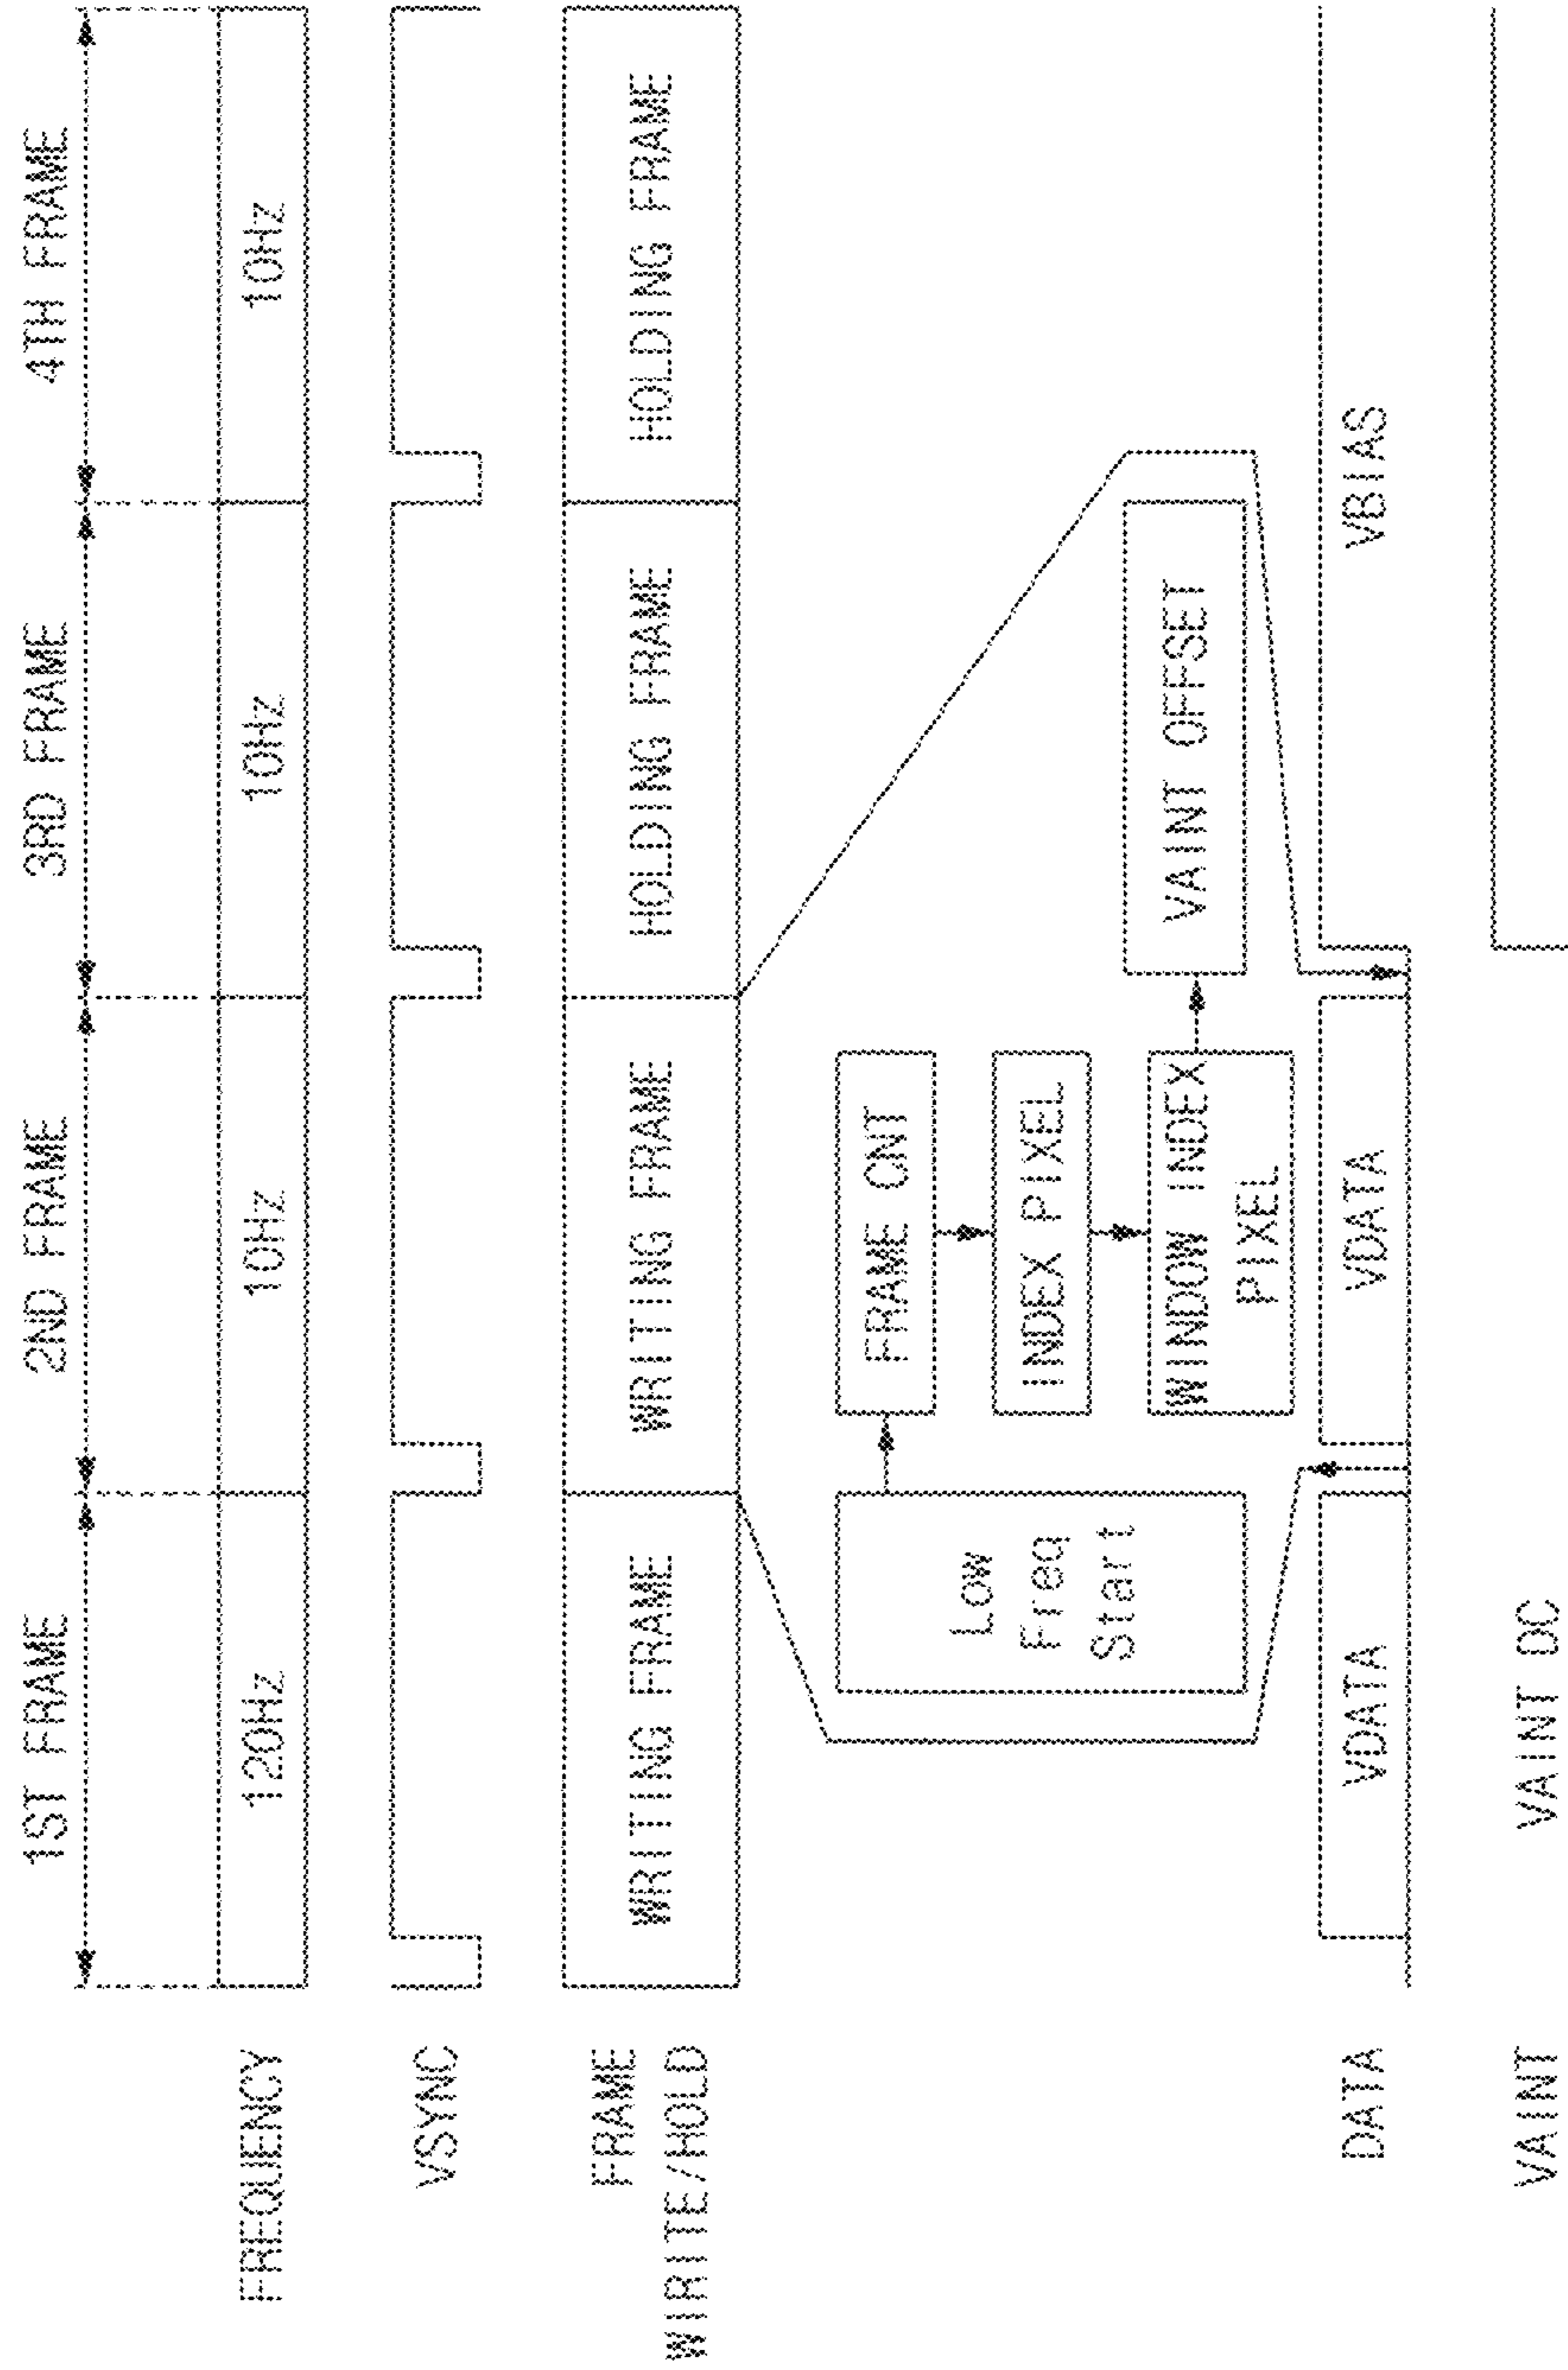 1ST FRAME
2ND FRAME
3RD FRAME
4TH FRAME
FREQUENCY
120Hz
10Hz
10Hz
10Hz
VSYNC
FRAME
WIRITE/HOLD
WRITING FRAME
WRITING FRAME
HOLDING FRAME
HOLDING FRAME
Low
Freq
Start
FRAME CNT
INDEX PIXEL
WINDOW INDEX
PIXEL
VAINT OFFSET
DATA
VDATA
VDATA
VBIAS
VAINT
VAINT DC